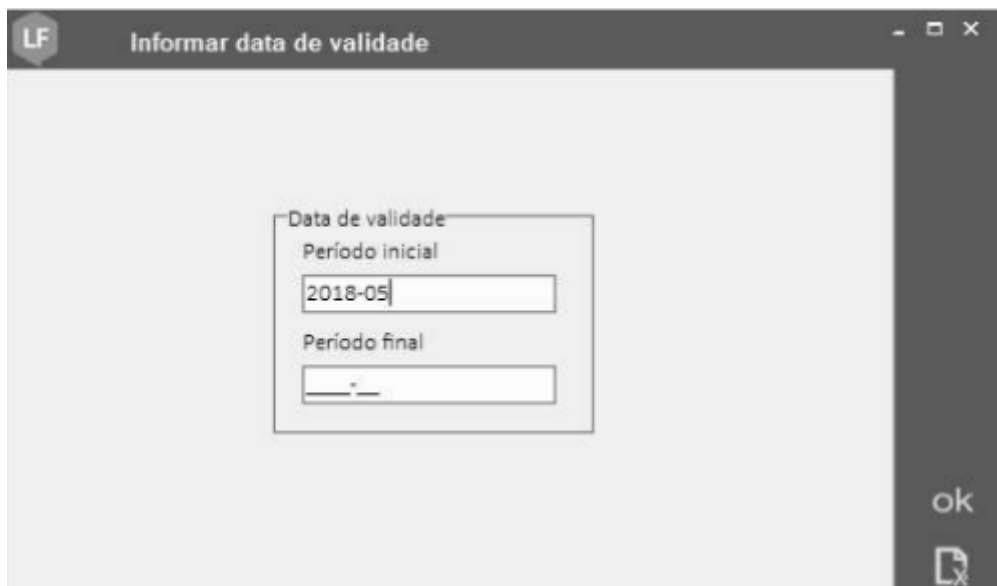 LF
Informar data de validade
Data de validade
Período inicial
2018-05
Período final
____-__
ok